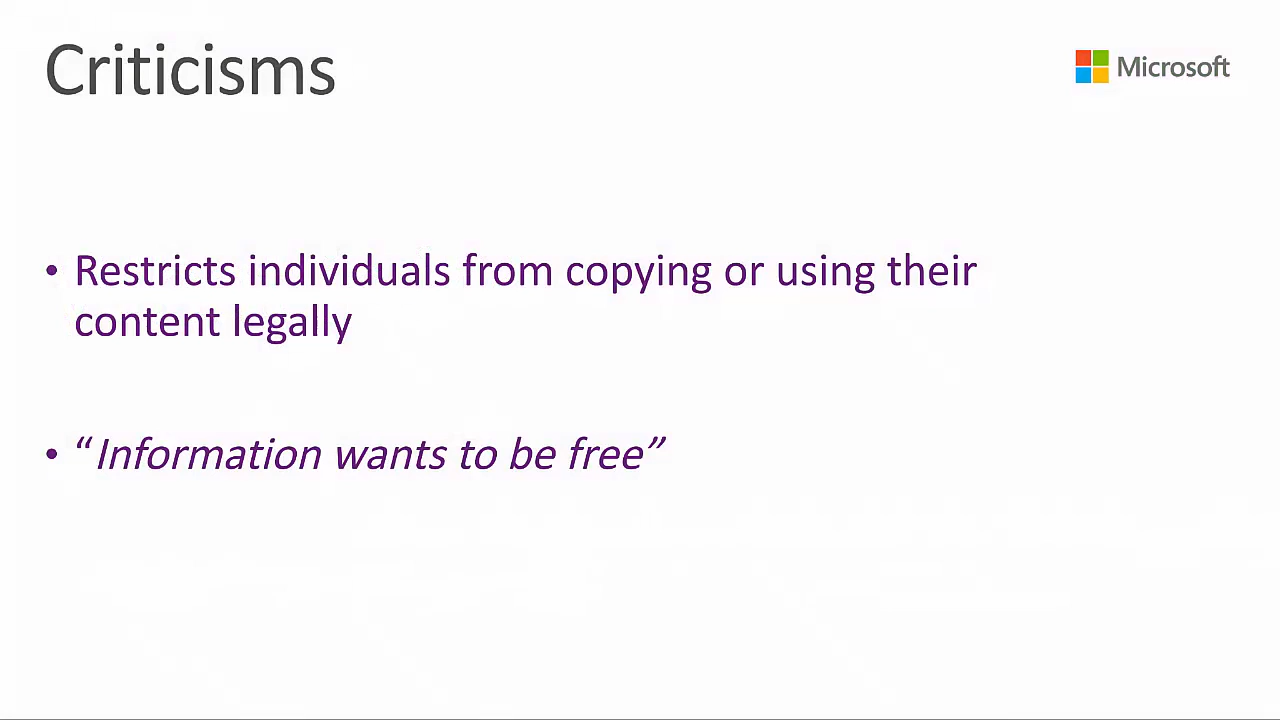 Criticisms
Microsoft
• Restricts individuals from copying or using their
content legally
• “Information wants to be free”